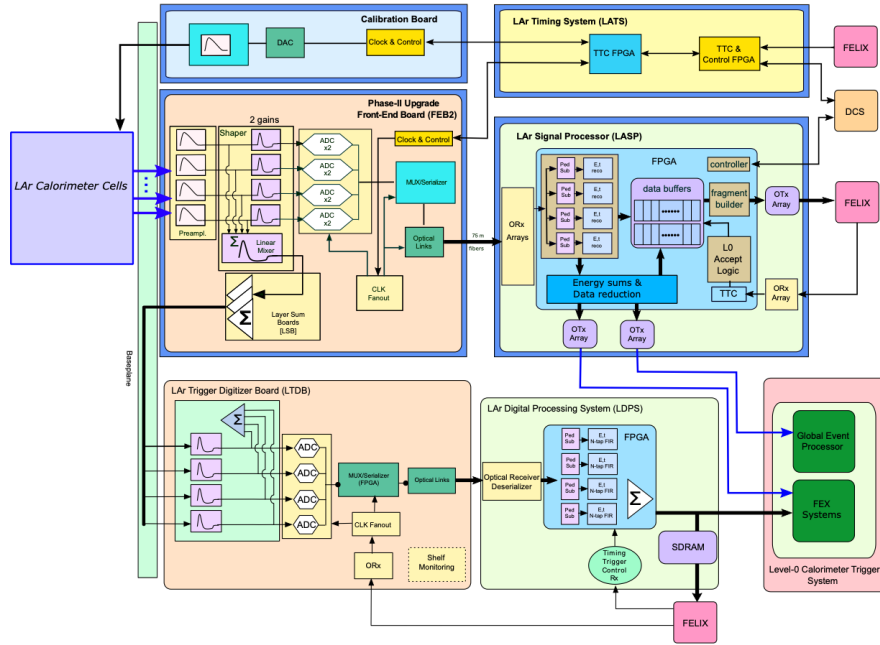 Calibration Board
DAC
Clock & Control
LAr Timing System (LATS)
TTC FPGA
TTC &
Control FPGA
FELIX
DCS
Phase-II Upgrade
Front-End Board (FEB2)
2 gains
Shaper
ADC
x2
ADC
x2
ADC
x2
ADC
x2
Clock & Control
MUX/Serializer
Optical
Links
75 m
fibers
Preampl.
Σ
Linear
Mixer
CLK
Fanout
Σ
Layer Sum
Boards
[LSB]
LAr Calorimeter Cells
Baseplane
LAr Signal Processor (LASP)
FPGA
controller
ORx
Arrays
Ped
Sub
E,t
reco
Ped
Sub
E,t
reco
Ped
Sub
E,t
reco
Ped
Sub
E,t
reco
data buffers
fragment
builder
OTx
Array
FELIX
L0
Accept
Logic
TTC
ORx
Array
Energy sums &
Data reduction
OTx
Array
OTx
Array
LAr Trigger Digitizer Board (LTDB)
Σ
ADC
ADC
ADC
ADC
MUX/Serializer
(FPGA)
Optical Links
CLK Fanout
ORx
Shelf
Monitoring
LAr Digital Processing System (LDPS)
Optical Receiver
Deserializer
FPGA
Ped
Sub
E,t
N-tap FIR
Ped
Sub
E,t
N-tap FIR
Ped
Sub
E,t
N-tap FIR
Ped
Sub
E,t
N-tap FIR
Σ
Timing
Trigger
Control
Rx
SDRAM
FELIX
Global Event
Processor
FEX
Systems
Level-0 Calorimeter Trigger
System